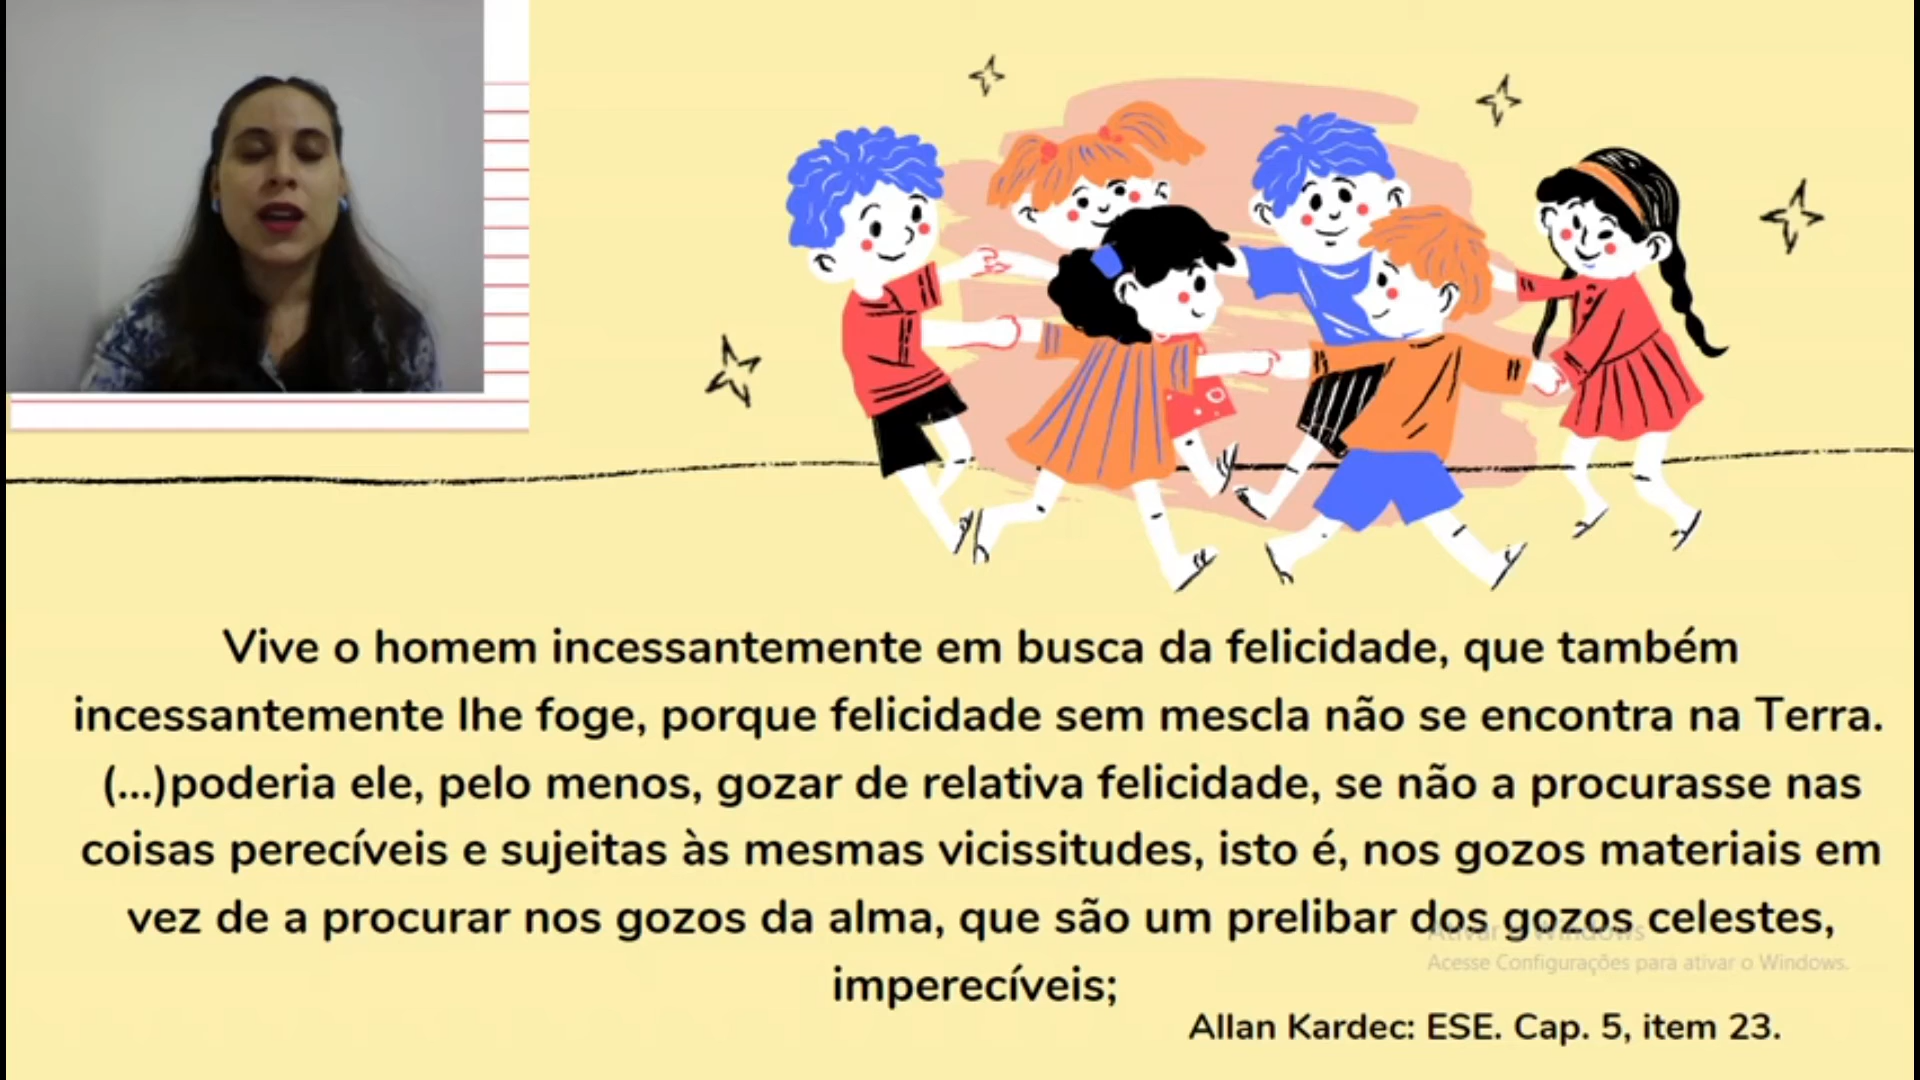 Vive o homem incessantemente em busca da felicidade, que também
incessantemente lhe foge, porque felicidade sem mescla não se encontra na Terra.
(...)poderia ele, pelo menos, gozar de relativa felicidade, se não a procurasse nas
coisas perecíveis e sujeitas às mesmas vicissitudes, isto é, nos gozos materiais em
vez de a procurar nos gozos da alma, que são um prelibar dos gozos celestes,
imperecíveis;
Ativar o Windows
Acesse Configurações para ativar o Windows.
Allan Kardec: ESE. Cap. 5, item 23.